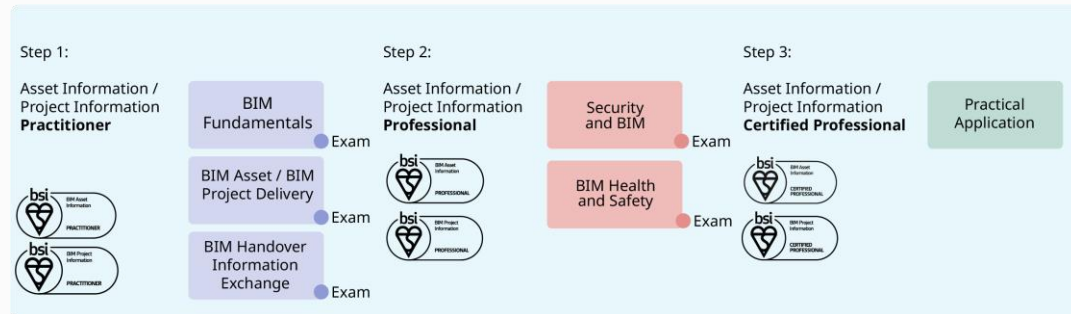 Step 1:
Asset Information /
Project Information
Practitioner
bsi
BIM Asset
Information
PRACTITIONER
bsi
BIM Project
Information
PRACTITIONER
BIM
Fundamentals
Exam
BIM Asset / BIM
Project Delivery
Exam
BIM Handover
Information
Exchange
Exam
Step 2:
Asset Information /
Project Information
Professional
bsi
BIM Asset
Information
PROFESSIONAL
bsi
BIM Project
Information
PROFESSIONAL
Security
and BIM
Exam
BIM Health
and Safety
Exam
Step 3:
Asset Information /
Project Information
Certified Professional
bsi
BIM Asset
Information
CERTIFIED
PROFESSIONAL
bsi
BIM Project
Information
CERTIFIED
PROFESSIONAL
Practical
Application